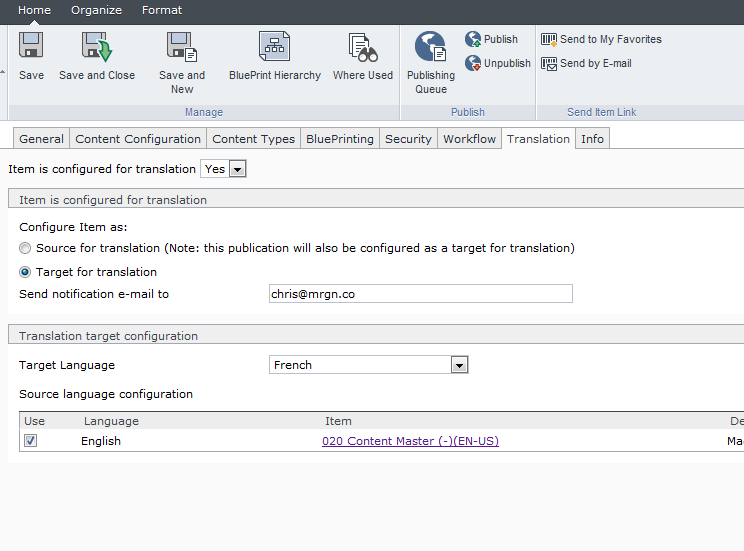 Home Organize Format
Save Save and Close Save and New BluePrint Hierarchy Where Used Publishing Queue Publish Unpublish Send to My Favorites Send by E-mail
Manage Publish Send Item Link
General Content Configuration Content Types BluePrinting Security Workflow Translation Info
Item is configured for translation Yes
Item is configured for translation
Configure Item as:
Source for translation (Note: this publication will also be configured as a target for translation)
Target for translation
Send notification e-mail to chris@mrgn.co
Translation target configuration
Target Language French
Source language configuration
Use Language Item De
English 020 Content Master (-)(EN-US) Ma